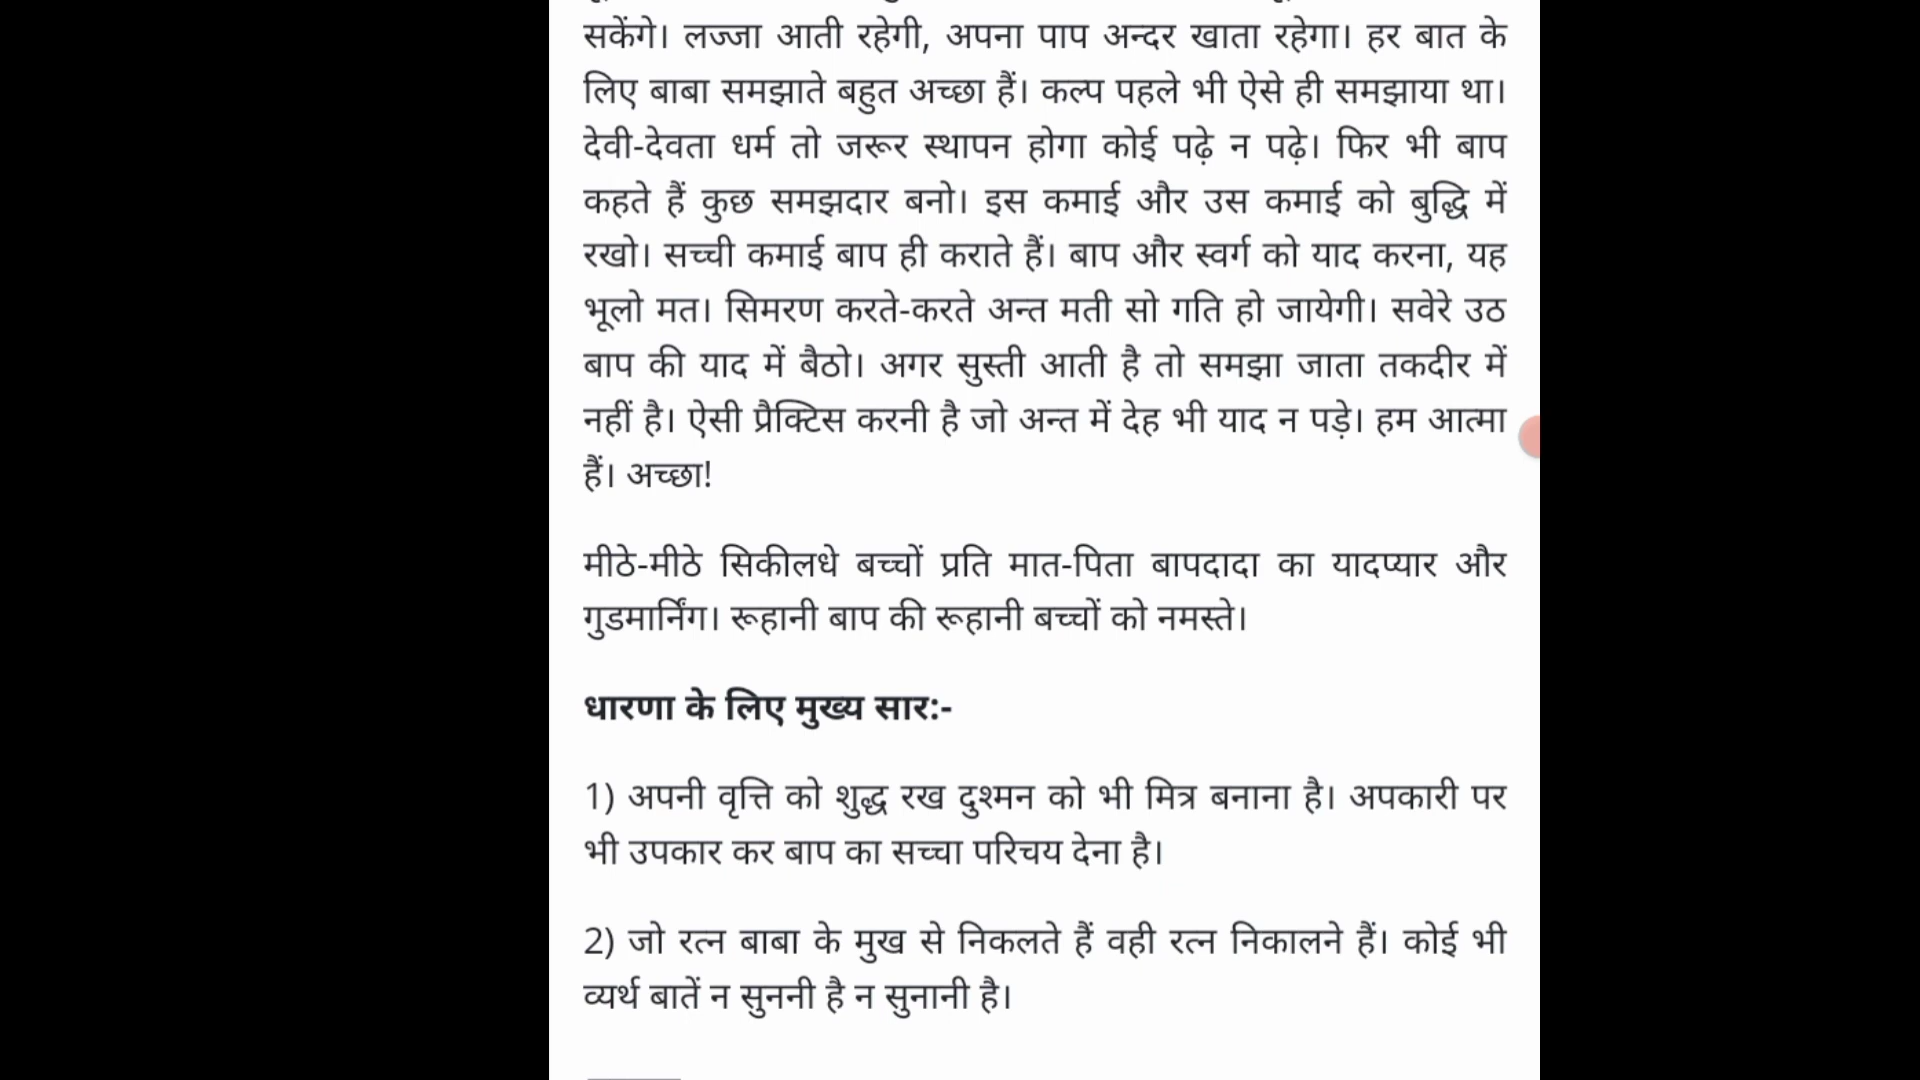 सकेंगे। लज्जा आती रहेगी, अपना पाप अन्दर खाता रहेगा। हर बात के
लिए बाबा समझाते बहुत अच्छा हैं। कल्प पहले भी ऐसे ही समझाया था।
देवी-देवता धर्म तो जरूर स्थापन होगा कोई पढ़े न पढ़े। फिर भी बाप
कहते हैं कुछ समझदार बनो। इस कमाई और उस कमाई को बुद्धि में
रखो। सच्ची कमाई बाप ही कराते हैं। बाप और स्वर्ग को याद करना, यह
भूलो मत। सिमरण करते-करते अन्त मती सो गति हो जायेगी। सवेरे उठ
बाप की याद में बैठो। अगर सुस्ती आती है तो समझा जाता तकदीर में
नहीं है। ऐसी प्रैक्टिस करनी है जो अन्त में देह भी याद न पड़े। हम आत्मा
हैं। अच्छा!
मीठे-मीठे सिकीलधे बच्चों प्रति मात-पिता बापदादा का यादप्यार और
गुडमार्निंग। रूहानी बाप की रूहानी बच्चों को नमस्ते।
धारणा के लिए मुख्य सार:-
1) अपनी वृत्ति को शुद्ध रख दुश्मन को भी मित्र बनाना है। अपकारी पर
भी उपकार कर बाप का सच्चा परिचय देना है।
2) जो रत्न बाबा के मुख से निकलते हैं वही रत्न निकालने हैं। कोई भी
व्यर्थ बातें न सुननी है न सुनानी है।